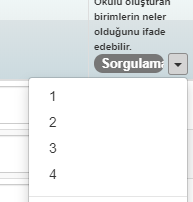 Okulu oluşturan
birimlerin neler
olduğunu ifade
edebilir.
Sorgulama
1
2
3
4